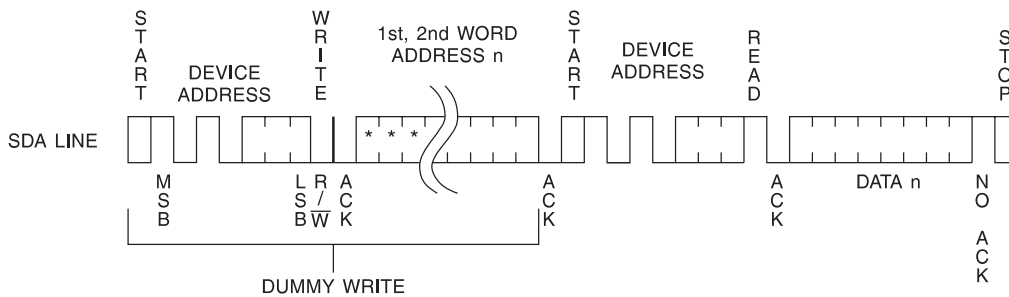 START
DEVICE
ADDRESS
WRITE
1st, 2nd WORD
ADDRESS n
START
DEVICE
ADDRESS
READ
STOP
SDA LINE
* * *
MSB
LSB
R/W
ACK
ACK
ACK
DATA n
NO ACK
DUMMY WRITE